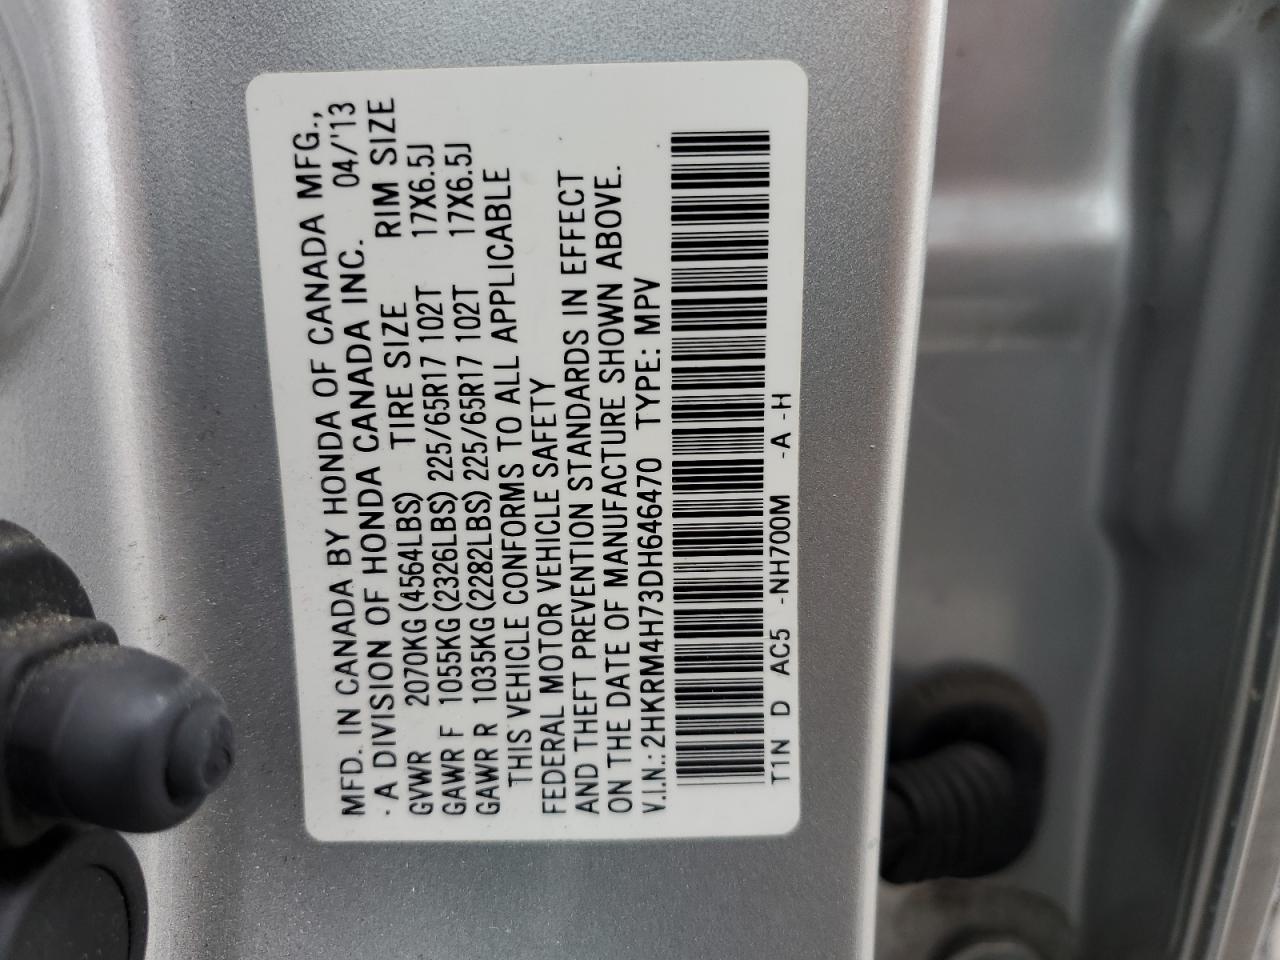 MFD. IN CANADA BY HONDA OF CANADA MFG.,
. A DIVISION OF HONDA CANADA INC. 04/'13
GVWR 2070KG(4564LBS) TIRE SIZE RIM SIZE
GAWR F 1055KG(2326LBS) 225/65R17 102T 17X6.5J
GAWR R 1035KG(2282LBS) 225/65R17 102T 17X6.5J
THIS VEHICLE CONFORMS TO ALL APPLICABLE
FEDERAL MOTOR VEHICLE SAFETY
AND THEFT PREVENTION STANDARDS IN EFFECT
ON THE DATE OF MANUFACTURE SHOWN ABOVE.
V.I.N.:2HKRM4H73DH646470 TYPE: MPV
T1N D AC5 -NH700M -A -H